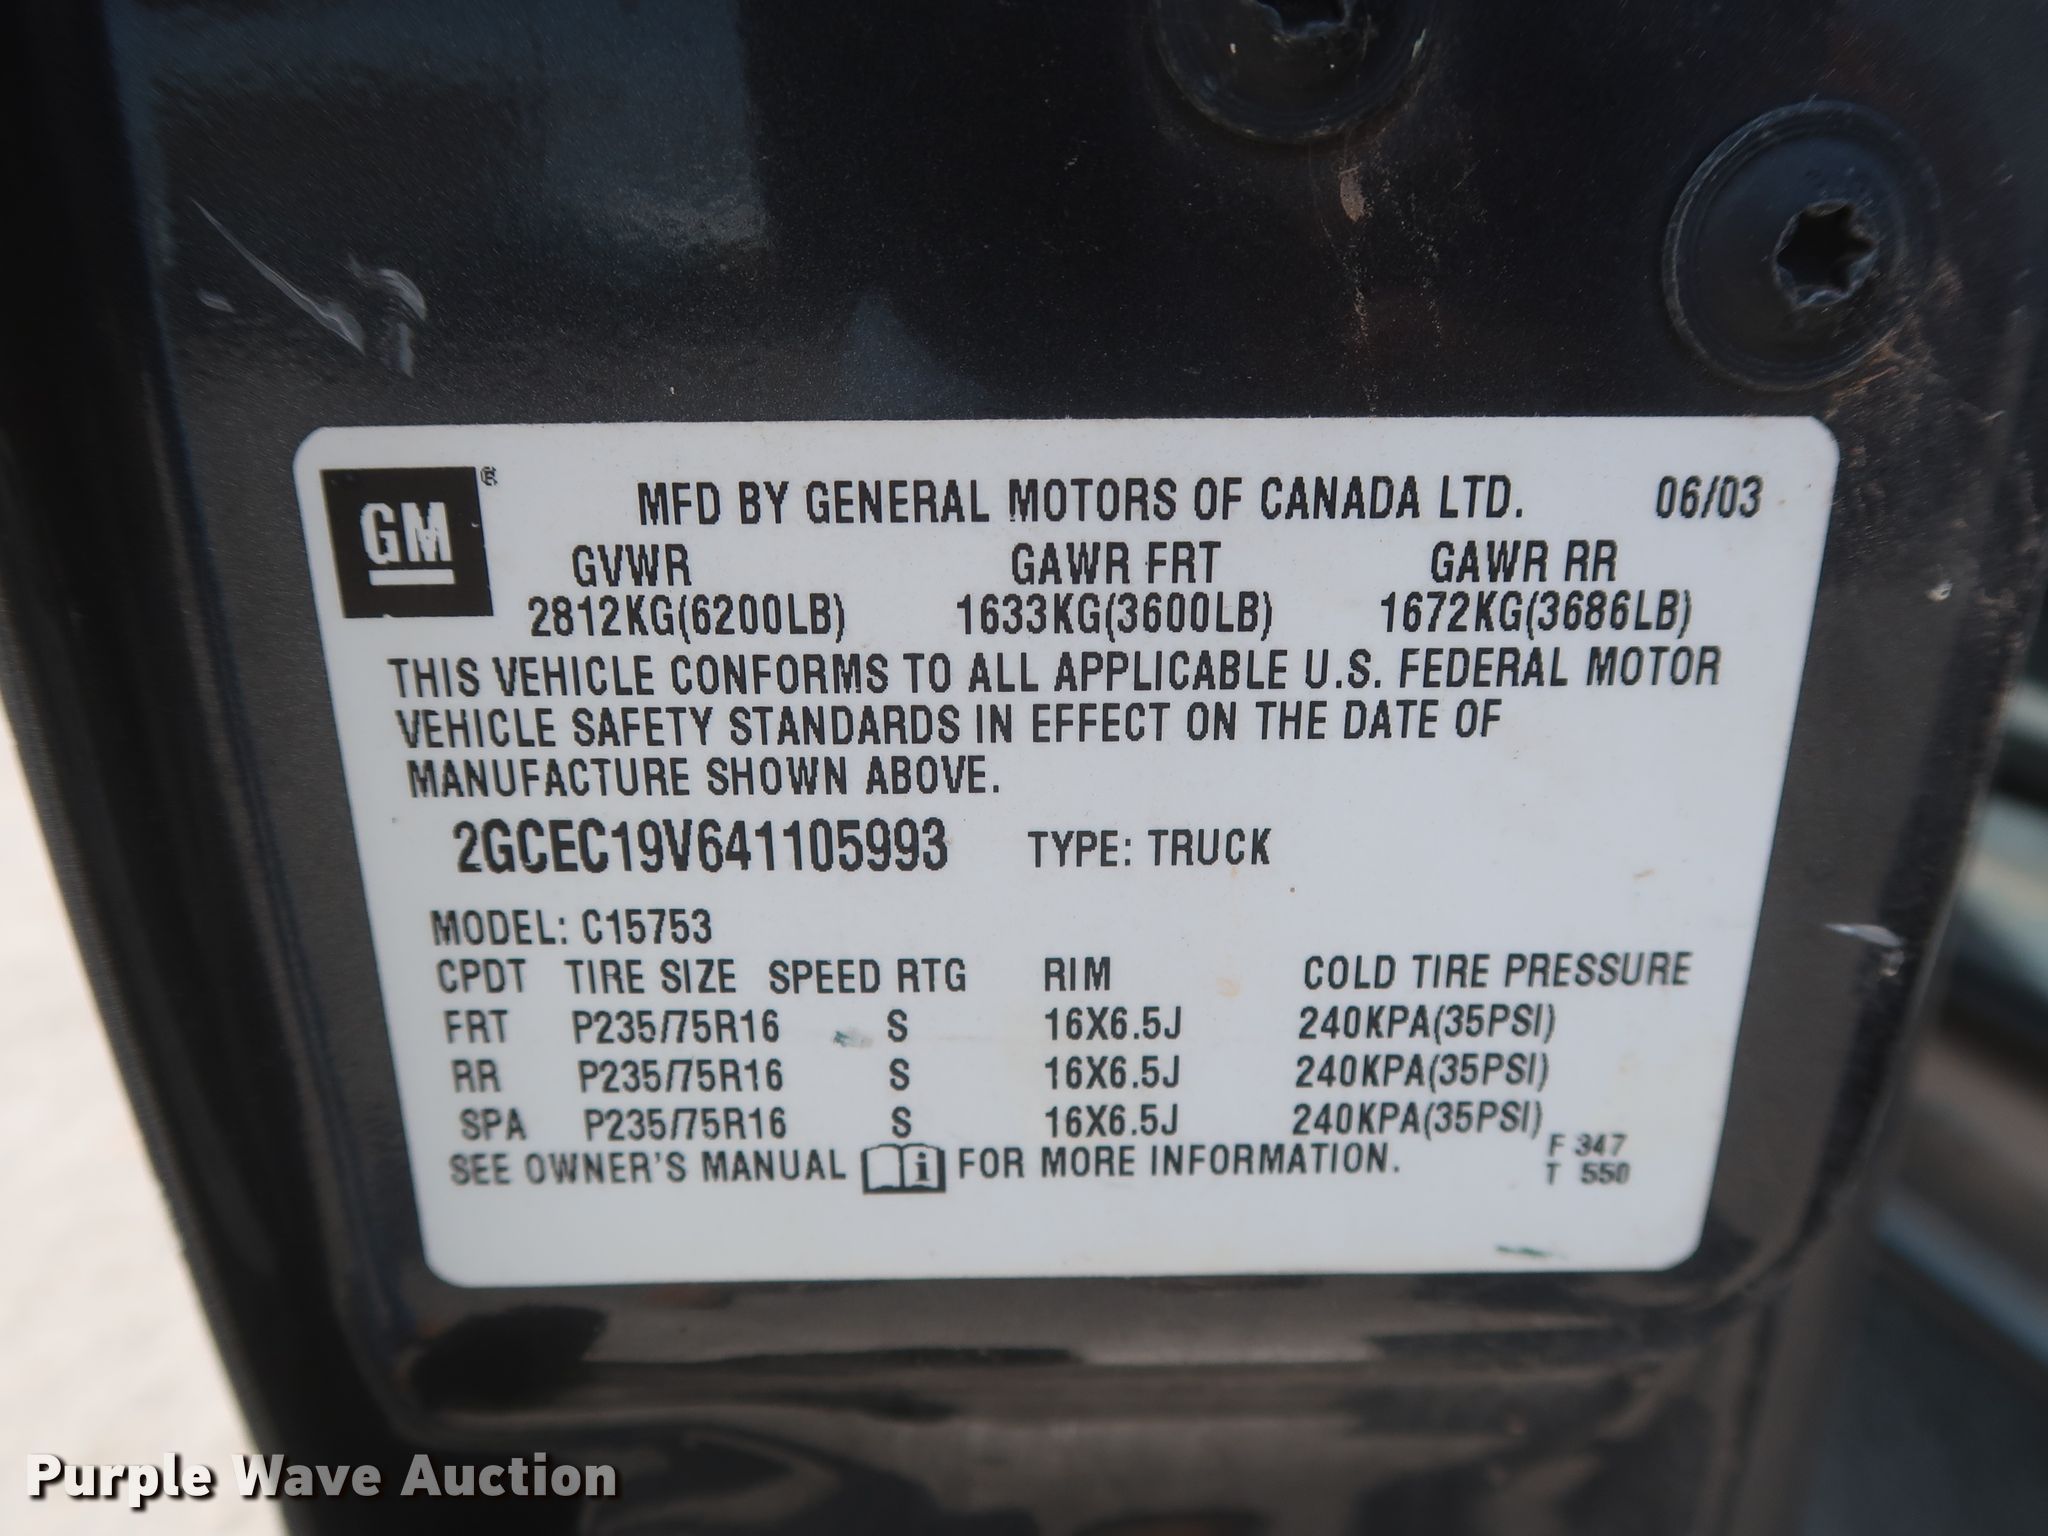 GM ®
MFD BY GENERAL MOTORS OF CANADA LTD. 06/03
GVWR GAWR FRT GAWR RR
2812KG(6200LB) 1633KG(3600LB) 1672KG(3686LB)
THIS VEHICLE CONFORMS TO ALL APPLICABLE U.S. FEDERAL MOTOR
VEHICLE SAFETY STANDARDS IN EFFECT ON THE DATE OF
MANUFACTURE SHOWN ABOVE.
2GCEC19V641105993 TYPE: TRUCK
MODEL: C15753
CPDT TIRE SIZE SPEED RTG RIM COLD TIRE PRESSURE
FRT P235/75R16 S 16X6.5J 240KPA(35PSI)
RR P235/75R16 S 16X6.5J 240KPA(35PSI)
SPA P235/75R16 S 16X6.5J 240KPA(35PSI)
SEE OWNER'S MANUAL i FOR MORE INFORMATION.
F 347
T 550
Purple Wave Auction